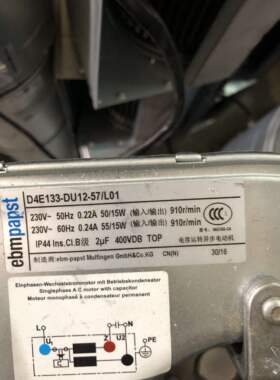 ebmpapst
D4E133-DU12-57/L01
230V~ 50Hz 0.22A 50/15W (输入/输出) 910r/min
230V~ 60Hz 0.24A 55/15W (输入/输出) 910r/min
IP44 Ins.Cl.B级 2µF 400VDB TOP 电容运转异步电动机
制造商: ebm-papst Mulfingen GmbH&Co.KG CN(N) 30/16
Einphasen-Wechselstrommotor mit Betriebskondensator
Singlephase A C motor with capacitor
Moteur monophasé à condensateur permanent
L N
U1 Z U2 PE
C